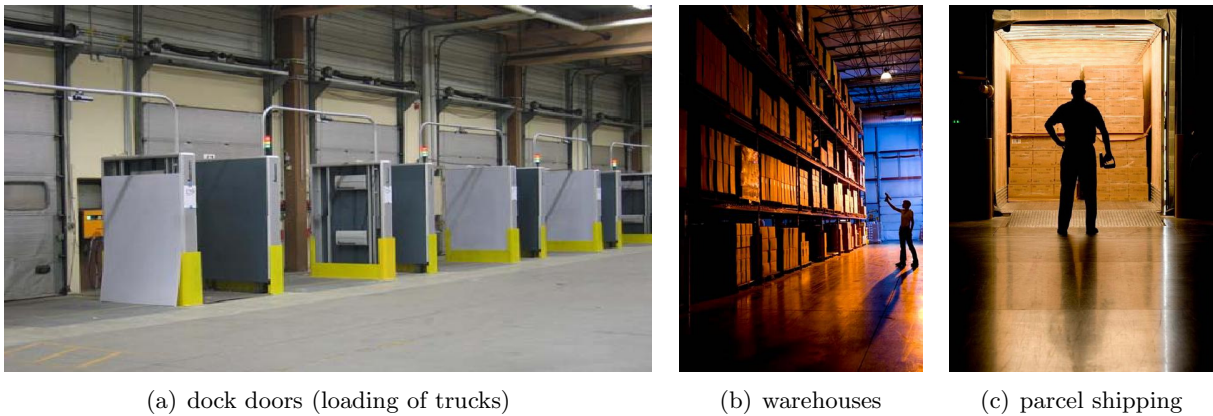 (a) dock doors (loading of trucks)
(b) warehouses
(c) parcel shipping